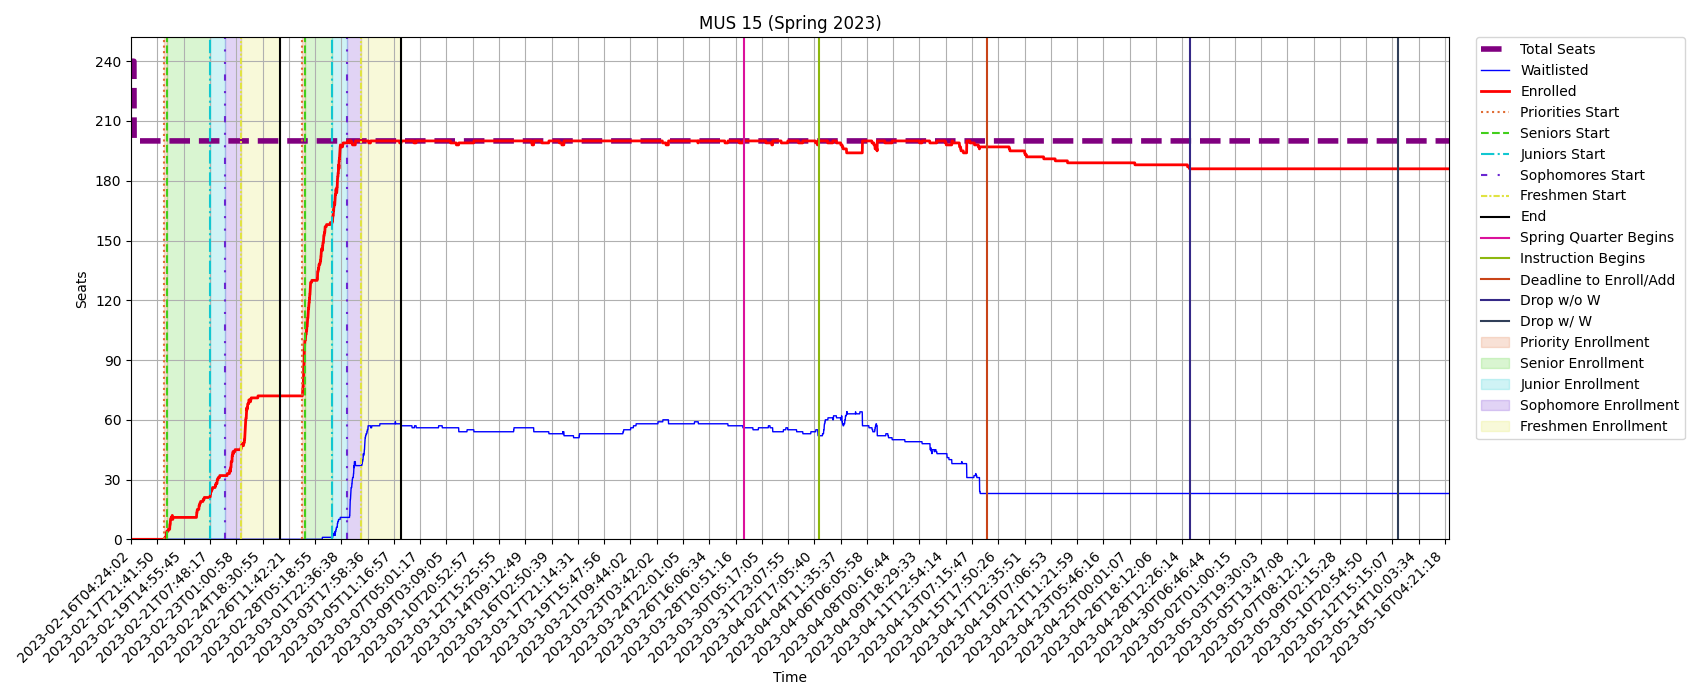 MUS 15 (Spring 2023)
Seats
240
210
180
150
120
90
60
30
0
2023-02-16T04:24:02
2023-02-17T21:41:50
2023-02-19T14:55:45
2023-02-21T07:48:17
2023-02-23T01:00:58
2023-02-24T18:30:55
2023-02-26T11:42:21
2023-02-28T05:18:55
2023-03-01T22:36:38
2023-03-03T17:58:36
2023-03-05T11:16:57
2023-03-07T05:01:17
2023-03-09T03:09:05
2023-03-10T20:52:57
2023-03-12T15:25:55
2023-03-14T09:12:49
2023-03-16T02:50:39
2023-03-17T21:14:31
2023-03-19T15:47:56
2023-03-21T09:44:02
2023-03-23T03:42:02
2023-03-24T22:01:05
2023-03-26T16:06:34
2023-03-28T10:51:16
2023-03-30T05:17:05
2023-03-31T23:07:55
2023-04-02T17:05:40
2023-04-04T11:35:37
2023-04-06T06:05:58
2023-04-08T00:16:44
2023-04-09T18:29:33
2023-04-11T12:54:14
2023-04-13T07:15:47
2023-04-15T17:50:26
2023-04-17T12:35:51
2023-04-19T07:06:53
2023-04-21T11:21:59
2023-04-23T05:46:16
2023-04-25T00:01:07
2023-04-26T18:12:06
2023-04-28T12:26:14
2023-04-30T06:46:44
2023-05-02T01:00:15
2023-05-03T19:30:03
2023-05-05T13:47:08
2023-05-07T08:12:12
2023-05-09T02:15:28
2023-05-10T20:54:50
2023-05-12T15:15:07
2023-05-14T10:03:34
2023-05-16T04:21:18
Time
Total Seats
Waitlisted
Enrolled
Priorities Start
Seniors Start
Juniors Start
Sophomores Start
Freshmen Start
End
Spring Quarter Begins
Instruction Begins
Deadline to Enroll/Add
Drop w/o W
Drop w/ W
Priority Enrollment
Senior Enrollment
Junior Enrollment
Sophomore Enrollment
Freshmen Enrollment